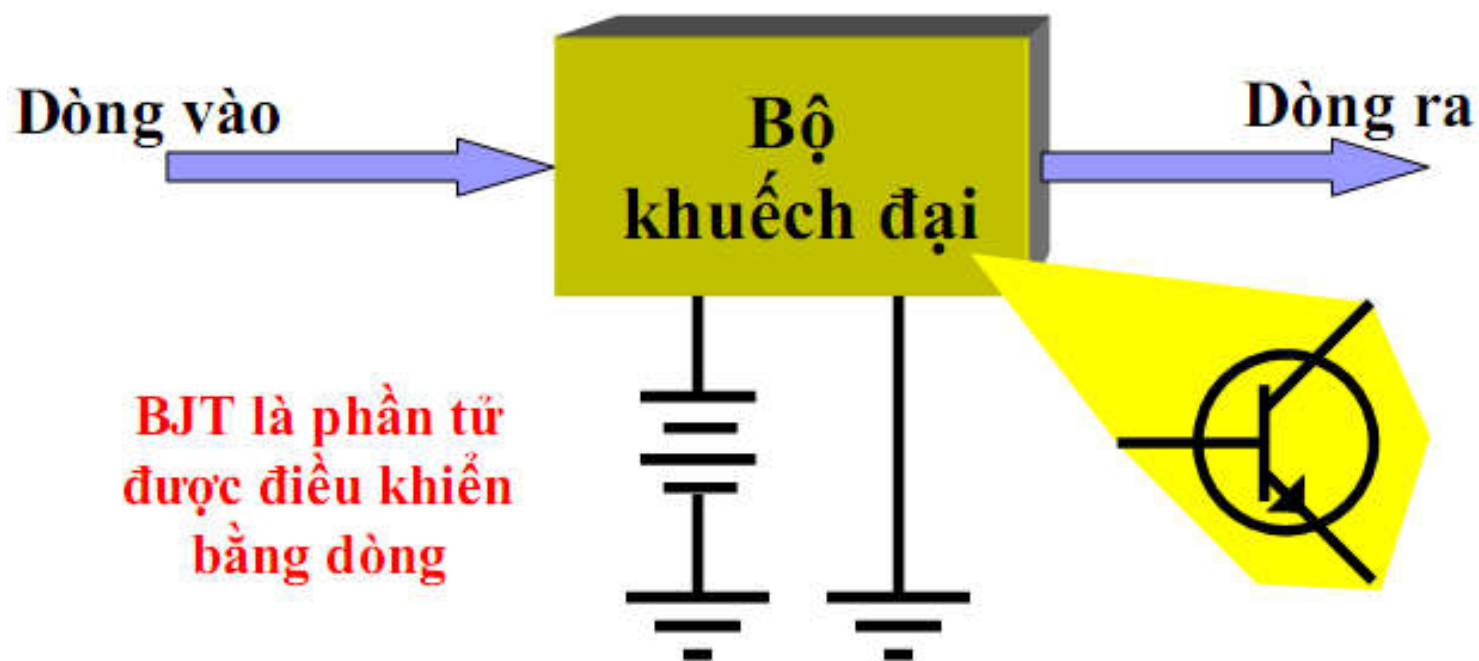 Dòng vào
Bộ
khuếch đại
Dòng ra
BJT là phần tử
được điều khiển
bằng dòng